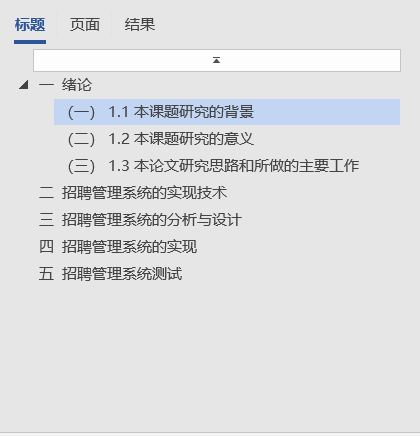 标题 页面 结果
一 绪论
（一） 1.1 本课题研究的背景
（二） 1.2 本课题研究的意义
（三） 1.3 本论文研究思路和所做的主要工作
二 招聘管理系统的实现技术
三 招聘管理系统的分析与设计
四 招聘管理系统的实现
五 招聘管理系统测试